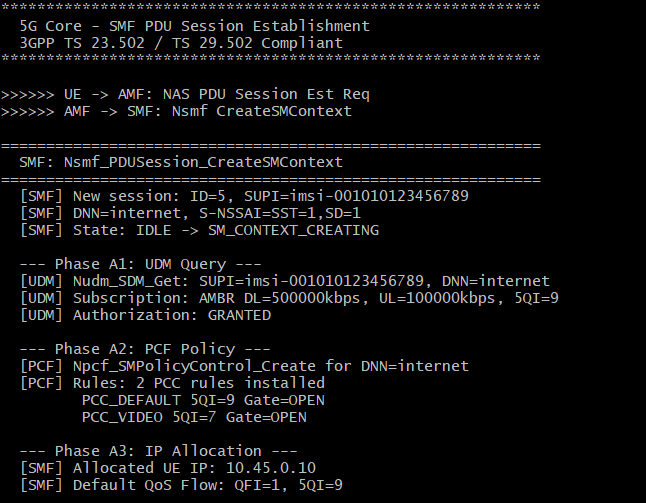 ************************************************************
5G Core - SMF PDU Session Establishment
3GPP TS 23.502 / TS 29.502 Compliant
************************************************************
>>>>>> UE -> AMF: NAS PDU Session Est Req
>>>>>> AMF -> SMF: Nsmf CreateSMContext
============================================================
SMF: Nsmf_PDUSession_CreateSMContext
============================================================
[SMF] New session: ID=5, SUPI=imsi-001010123456789
[SMF] DNN=internet, S-NSSAI=SST=1,SD=1
[SMF] State: IDLE -> SM_CONTEXT_CREATING
--- Phase A1: UDM Query ---
[UDM] Nudm_SDM_Get: SUPI=imsi-001010123456789, DNN=internet
[UDM] Subscription: AMBR DL=500000kbps, UL=100000kbps, 5QI=9
[UDM] Authorization: GRANTED
--- Phase A2: PCF Policy ---
[PCF] Npcf_SMPolicyControl_Create for DNN=internet
[PCF] Rules: 2 PCC rules installed
PCC_DEFAULT 5QI=9 Gate=OPEN
PCC_VIDEO 5QI=7 Gate=OPEN
--- Phase A3: IP Allocation ---
[SMF] Allocated UE IP: 10.45.0.10
[SMF] Default QoS Flow: QFI=1, 5QI=9